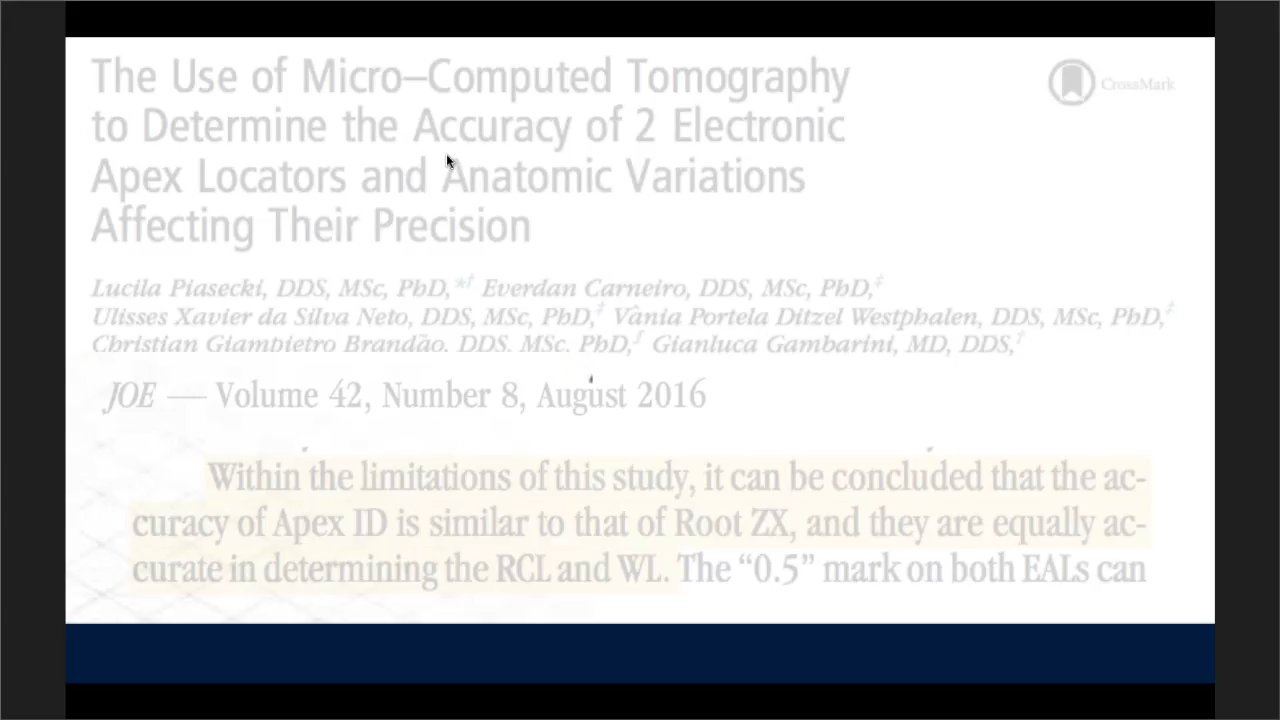 The Use of Micro–Computed Tomography
CrossMark
to Determine the Accuracy of 2 Electronic
Apex Locators and Anatomic Variations
Affecting Their Precision
Lucila Piasecki, DDS, MSc, PhD,*† Everdan Carneiro, DDS, MSc, PhD,‡
Ulisses Xavier da Silva Neto, DDS, MSc, PhD,‡ Vânia Portela Ditzel Westphalen, DDS, MSc, PhD,‡
Christian Giampietro Brandão, DDS, MSc, PhD,§ Gianluca Gambarini, MD, DDS,†
JOE — Volume 42, Number 8, August 2016
Within the limitations of this study, it can be concluded that the ac-
curacy of Apex ID is similar to that of Root ZX, and they are equally ac-
curate in determining the RCL and WL. The “0.5” mark on both EALs can